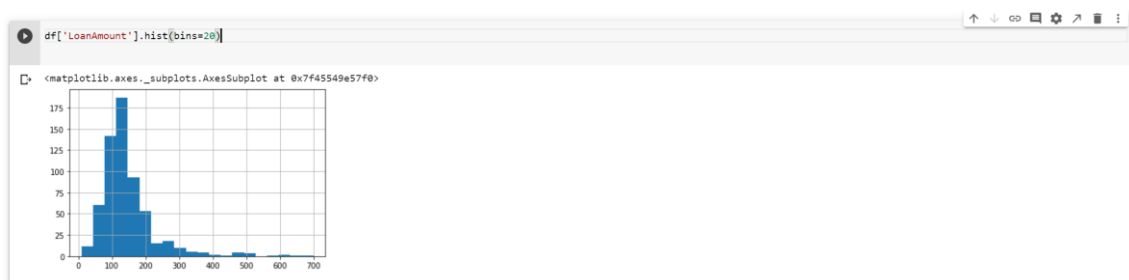 df['LoanAmount'].hist(bins=20)
<matplotlib.axes._subplots.AxesSubplot at 0x7f45549e57f0>
175
150
125
100
75
50
25
0
0 100 200 300 400 500 600 700